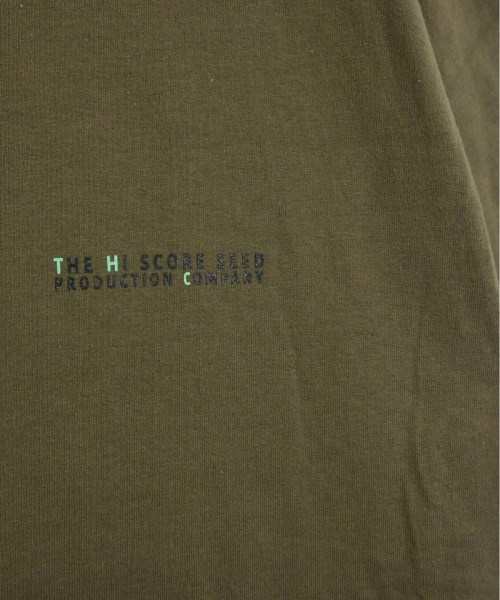 THE HI SCORE SEED
PRODUCTION COMPANY